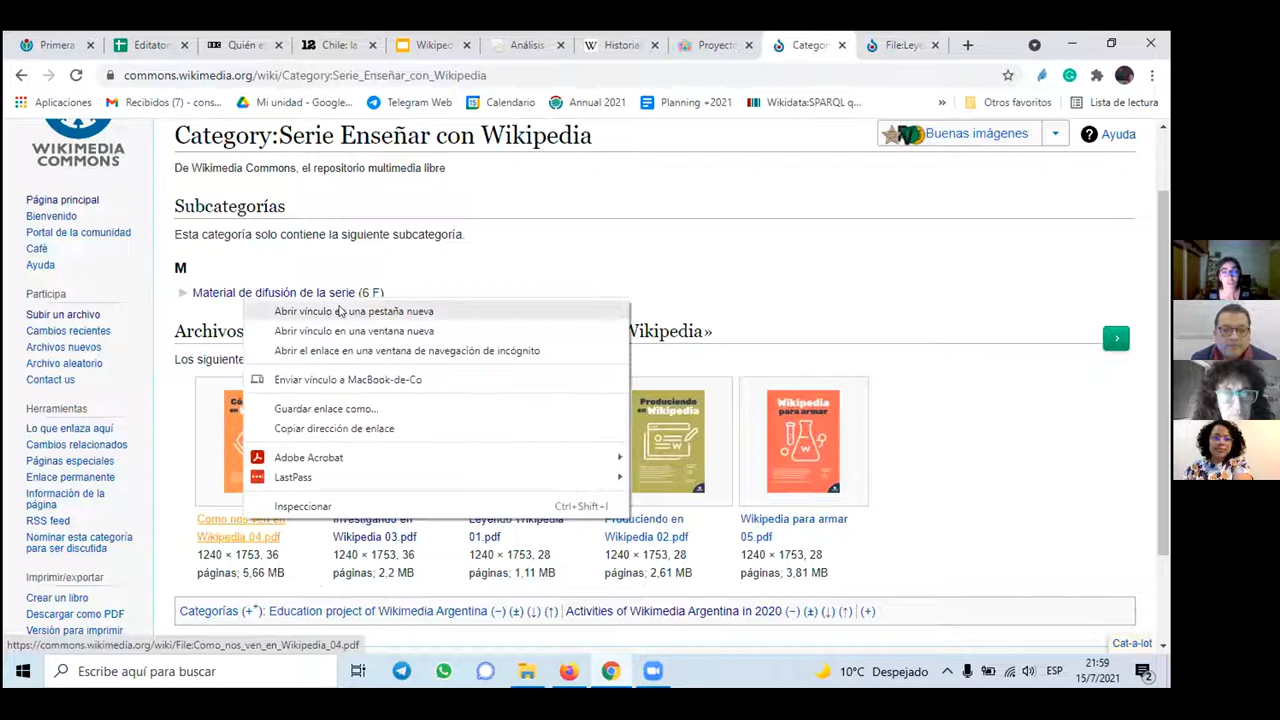 Primera
Editator
Quién e
12 Chile: la
Wikiped
Análisis
W Historia
Proyecto
Categor
File:Leye
commons.wikimedia.org/wiki/Category:Serie_Enseñar_con_Wikipedia
Aplicaciones
Recibidos (7) - cons...
Mi unidad - Google...
Telegram Web
Calendario
Annual 2021
Planning +2021
Wikidata:SPARQL q...
»
Otros favoritos
Lista de lectura
WIKIMEDIA
COMMONS
Category:Serie Enseñar con Wikipedia
Buenas imágenes
Ayuda
De Wikimedia Commons, el repositorio multimedia libre
Página principal
Bienvenido
Portal de la comunidad
Café
Ayuda
Participa
Subir un archivo
Cambios recientes
Archivos nuevos
Archivo aleatorio
Contact us
Herramientas
Lo que enlaza aquí
Cambios relacionados
Páginas especiales
Enlace permanente
Información de la
página
RSS feed
Nominar esta categoría
para ser discutida
Imprimir/exportar
Crear un libro
Descargar como PDF
Versión para imprimir
Subcategorías
Esta categoría solo contiene la siguiente subcategoría.
M
Material de difusión de la serie (6 F)
Archivos
Wikipedia»
Los siguiente
Abrir vínculo en una pestaña nueva
Abrir vínculo en una ventana nueva
Abrir el enlace en una ventana de navegación de incógnito
Enviar vínculo a MacBook-de-Co
Guardar enlace como...
Copiar dirección de enlace
Adobe Acrobat
LastPass
Inspeccionar Ctrl+Shift+I
Produciendo
en Wikipedia
Wikipedia
para armar
Como nos ven en
Wikipedia 04.pdf
1240 × 1753, 36
páginas; 5,66 MB
Investigando en
Wikipedia 03.pdf
1240 × 1753, 36
páginas; 2,2 MB
Leyendo Wikipedia
01.pdf
1240 × 1753, 28
páginas; 1,11 MB
Produciendo en
Wikipedia 02.pdf
1240 × 1753, 28
páginas; 2,61 MB
Wikipedia para armar
05.pdf
1240 × 1753, 28
páginas; 3,81 MB
Categorías (+⁺): Education project of Wikimedia Argentina (−) (±) (↓) (↑) | Activities of Wikimedia Argentina in 2020 (−) (±) (↓) (↑) | (+)
Cat-a-lot
https://commons.wikimedia.org/wiki/File:Como_nos_ven_en_Wikipedia_04.pdf
Escribe aquí para buscar
10°C Despejado
ESP
21:59
15/7/2021
2